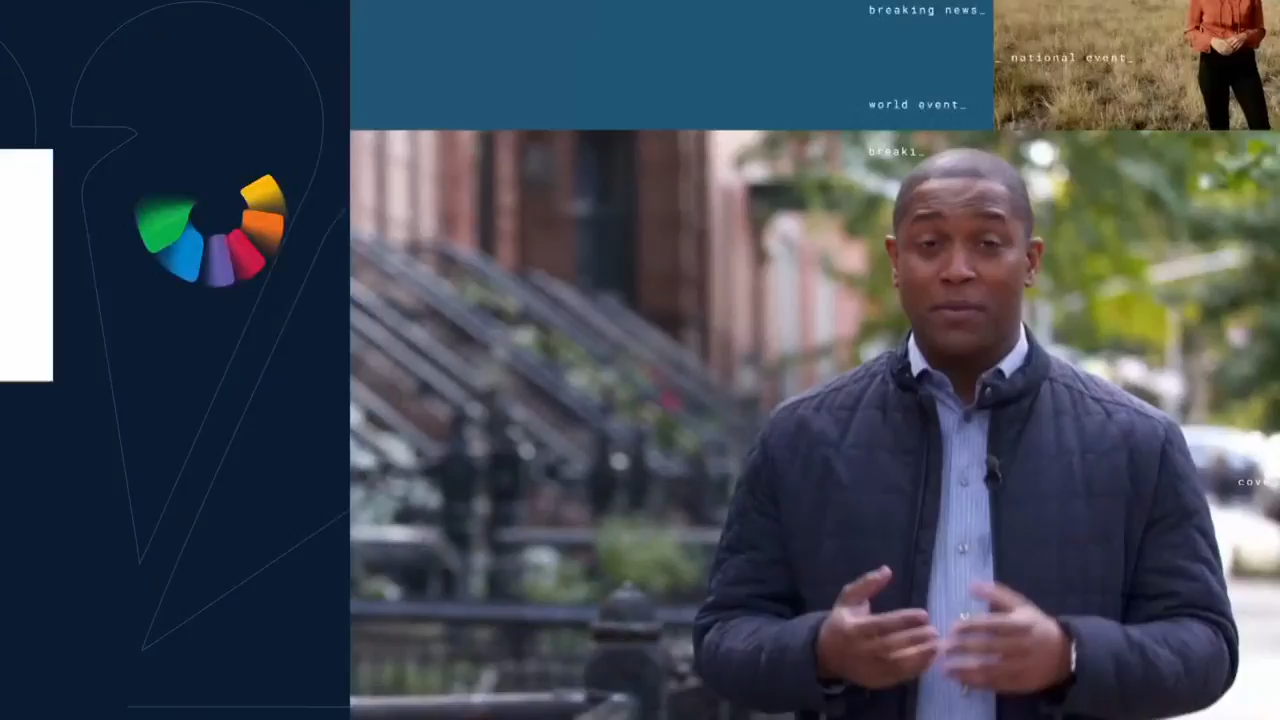 breaking news_
_ national event_
world event_
breaki_
cove